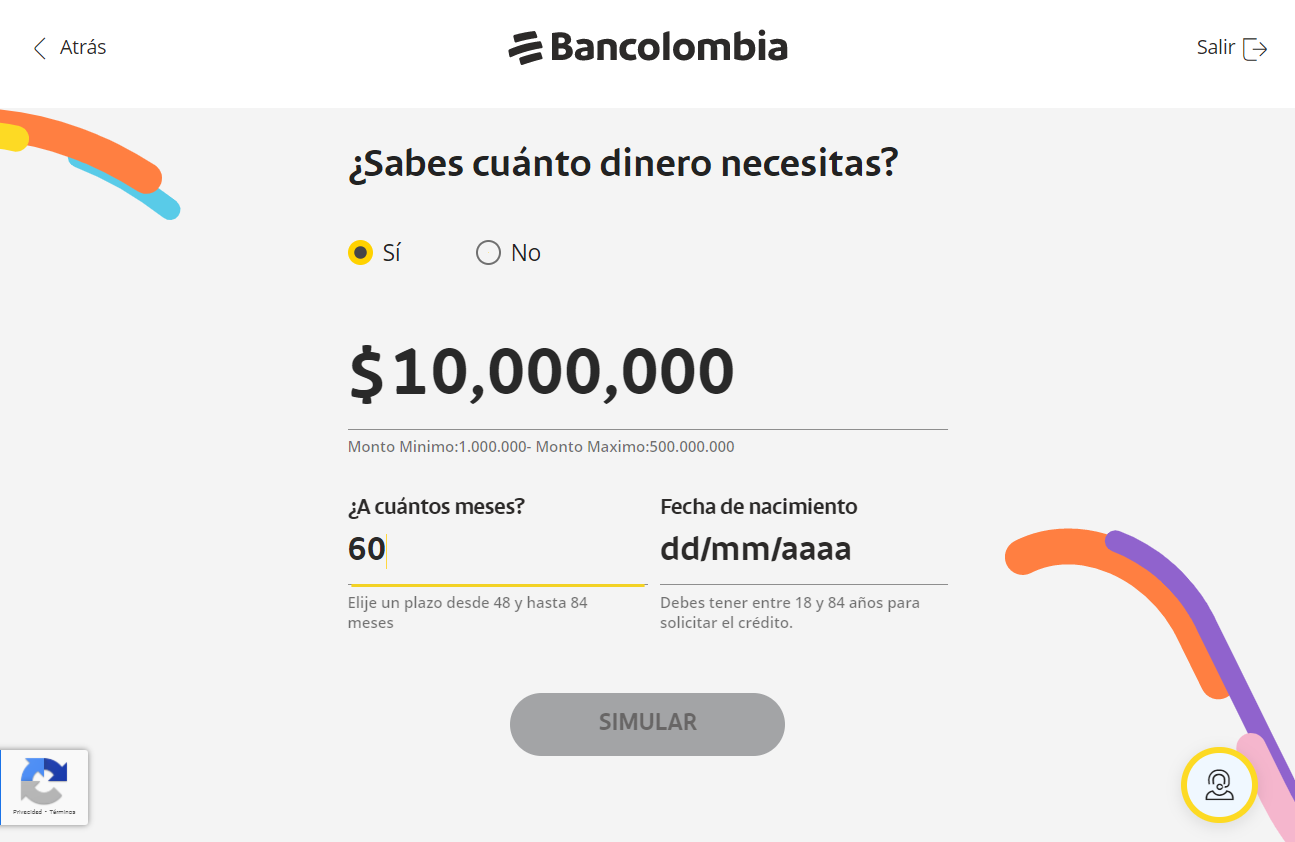 Atrás
Bancolombia
Salir
¿Sabes cuánto dinero necesitas?
Sí
No
$10,000,000
Monto Minimo:1.000.000- Monto Maximo:500.000.000
¿A cuántos meses?
60
Elije un plazo desde 48 y hasta 84
meses
Fecha de nacimiento
dd/mm/aaaa
Debes tener entre 18 y 84 años para
solicitar el crédito.
SIMULAR
Privacidad - Términos